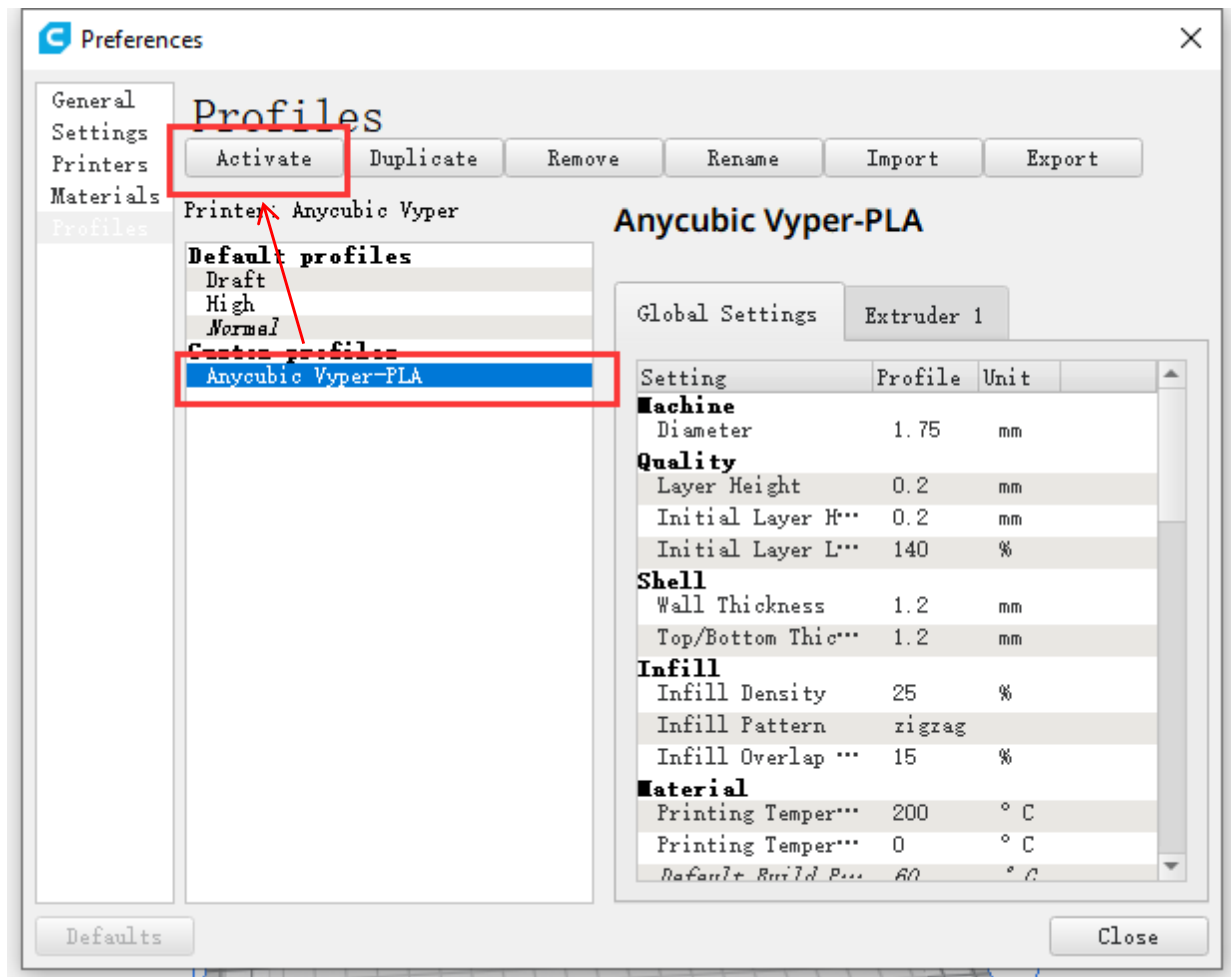 Preferences
General
Settings
Printers
Materials
Profiles
Profiles
Activate
Duplicate
Remove
Rename
Import
Export
Printer: Anycubic Vyper
Default profiles
Draft
High
Normal
Custom profiles
Anycubic Vyper-PLA
Anycubic Vyper-PLA
Global Settings
Extruder 1
Setting Profile Unit
Machine
Diameter 1.75 mm
Quality
Layer Height 0.2 mm
Initial Layer H··· 0.2 mm
Initial Layer L··· 140 %
Shell
Wall Thickness 1.2 mm
Top/Bottom Thic··· 1.2 mm
Infill
Infill Density 25 %
Infill Pattern zigzag
Infill Overlap ··· 15 %
Material
Printing Temper··· 200 ° C
Printing Temper··· 0 ° C
Default Build P··· 60 ° C
Defaults
Close